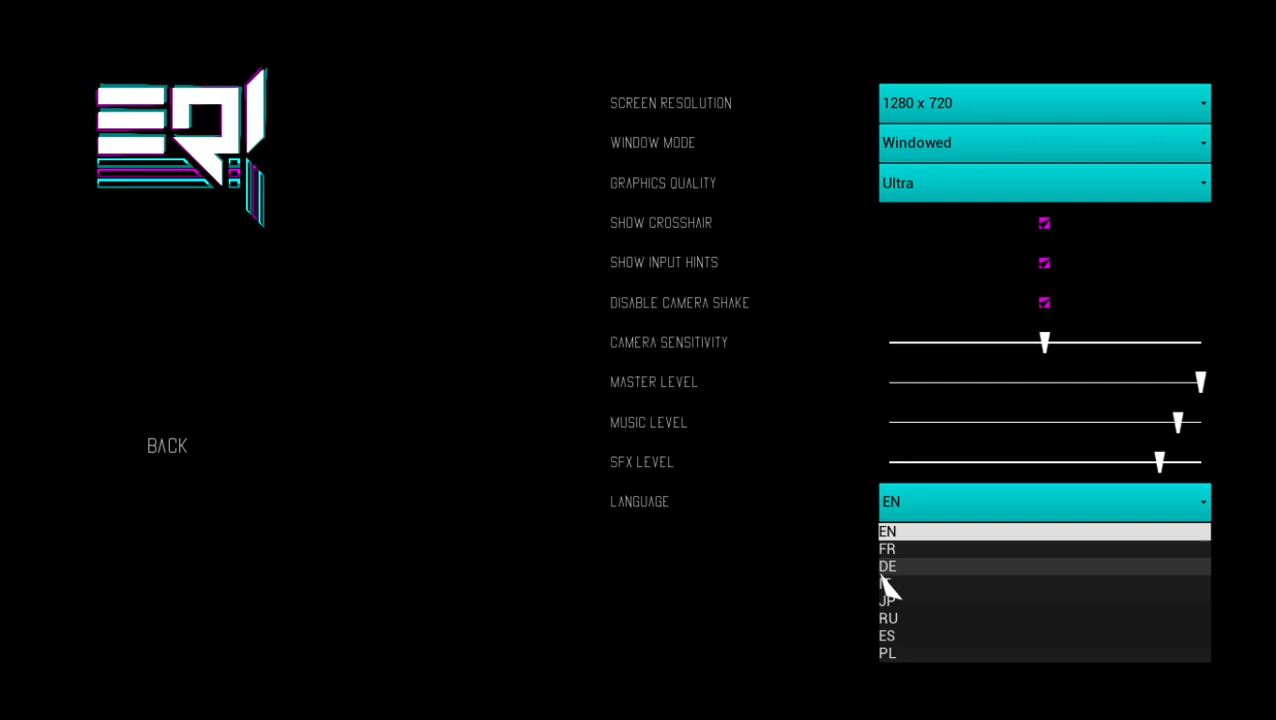 SCREEN RESOLUTION 1280 x 720
WINDOW MODE Windowed
GRAPHICS QUALITY Ultra
SHOW CROSSHAIR
SHOW INPUT HINTS
DISABLE CAMERA SHAKE
CAMERA SENSITIVITY
MASTER LEVEL
MUSIC LEVEL
BACK
SFX LEVEL
LANGUAGE EN
EN
FR
DE
IT
JP
RU
ES
PL